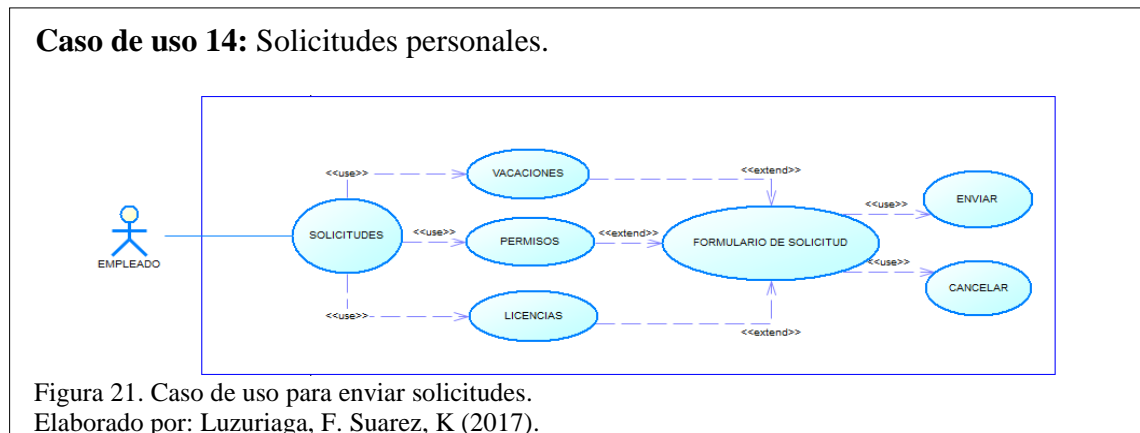 Caso de uso 14: Solicitudes personales.
<<use>>
VACACIONES
<<extend>>
ENVIAR
<<use>>
SOLICITUDES
<<use>>
PERMISOS
<<extend>>
FORMULARIO DE SOLICITUD
EMPLEADO
<<use>>
CANCELAR
<<use>>
LICENCIAS
<<extend>>
Figura 21. Caso de uso para enviar solicitudes.
Elaborado por: Luzuriaga, F. Suarez, K (2017).